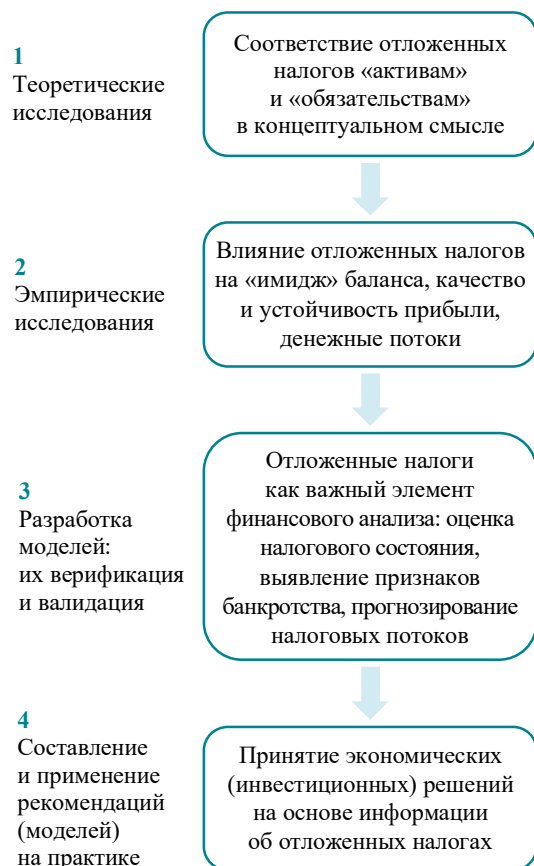 1
Теоретические
исследования
Соответствие отложенных
налогов «активам»
и «обязательствам»
в концептуальном смысле
2
Эмпирические
исследования
Влияние отложенных налогов
на «имидж» баланса, качество
и устойчивость прибыли,
денежные потоки
3
Разработка
моделей:
их верификация
и валидация
Отложенные налоги
как важный элемент
финансового анализа: оценка
налогового состояния,
выявление признаков
банкротства, прогнозирование
налоговых потоков
4
Составление
и применение
рекомендаций
(моделей)
на практике
Принятие экономических
(инвестиционных) решений
на основе информации
об отложенных налогах